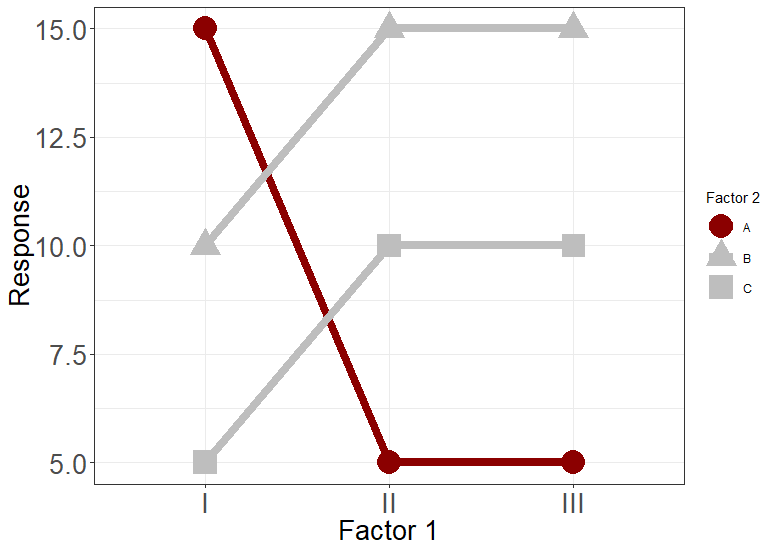 15.0
12.5
10.0
7.5
5.0
Response
I II III
Factor 1
Factor 2
A
B
C